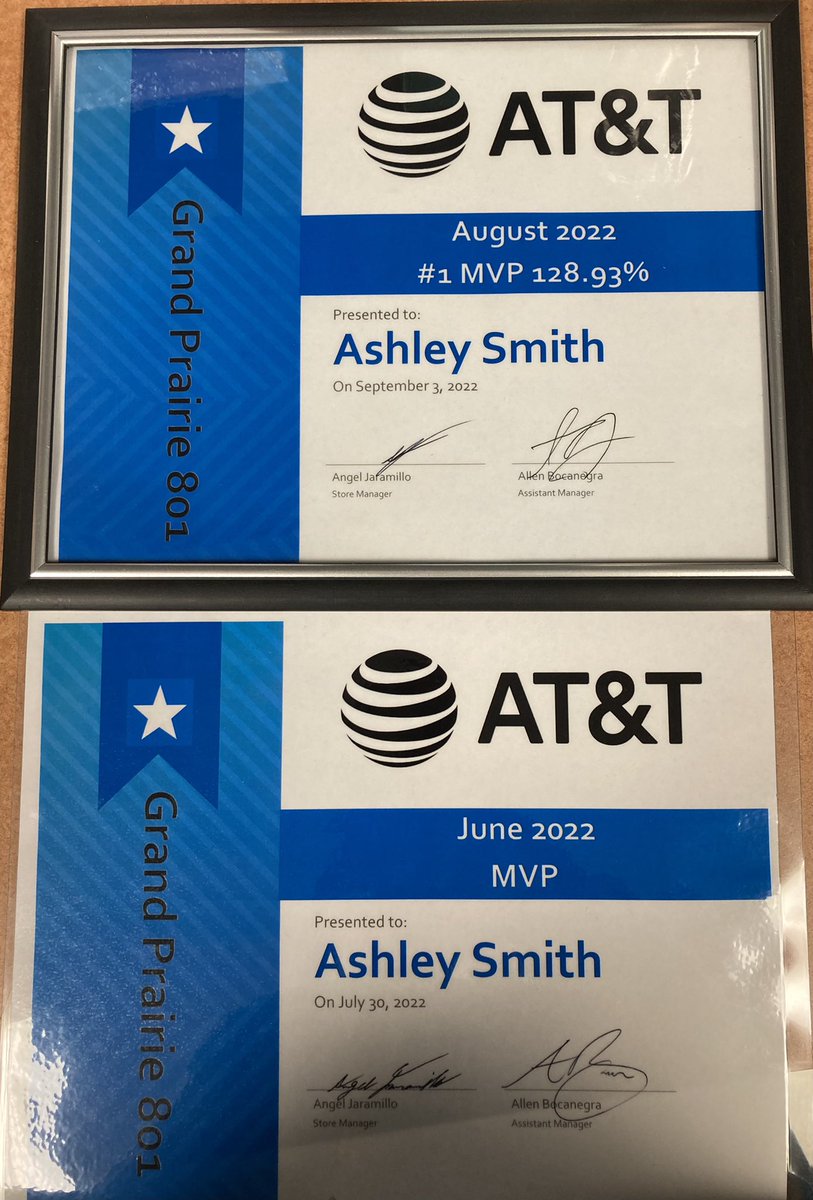 AT&T
August 2022
#1 MVP 128.93%
Presented to:
Ashley Smith
On September 3, 2022
Angel Jaramillo
Store Manager
Allen Bocanegra
Assistant Manager
Grand Prairie 801
AT&T
June 2022
MVP
Presented to:
Ashley Smith
On July 30, 2022
Angel Jaramillo
Angel Jaramillo
Store Manager
Allen Bocanegra
Assistant Manager
Grand Prairie 801